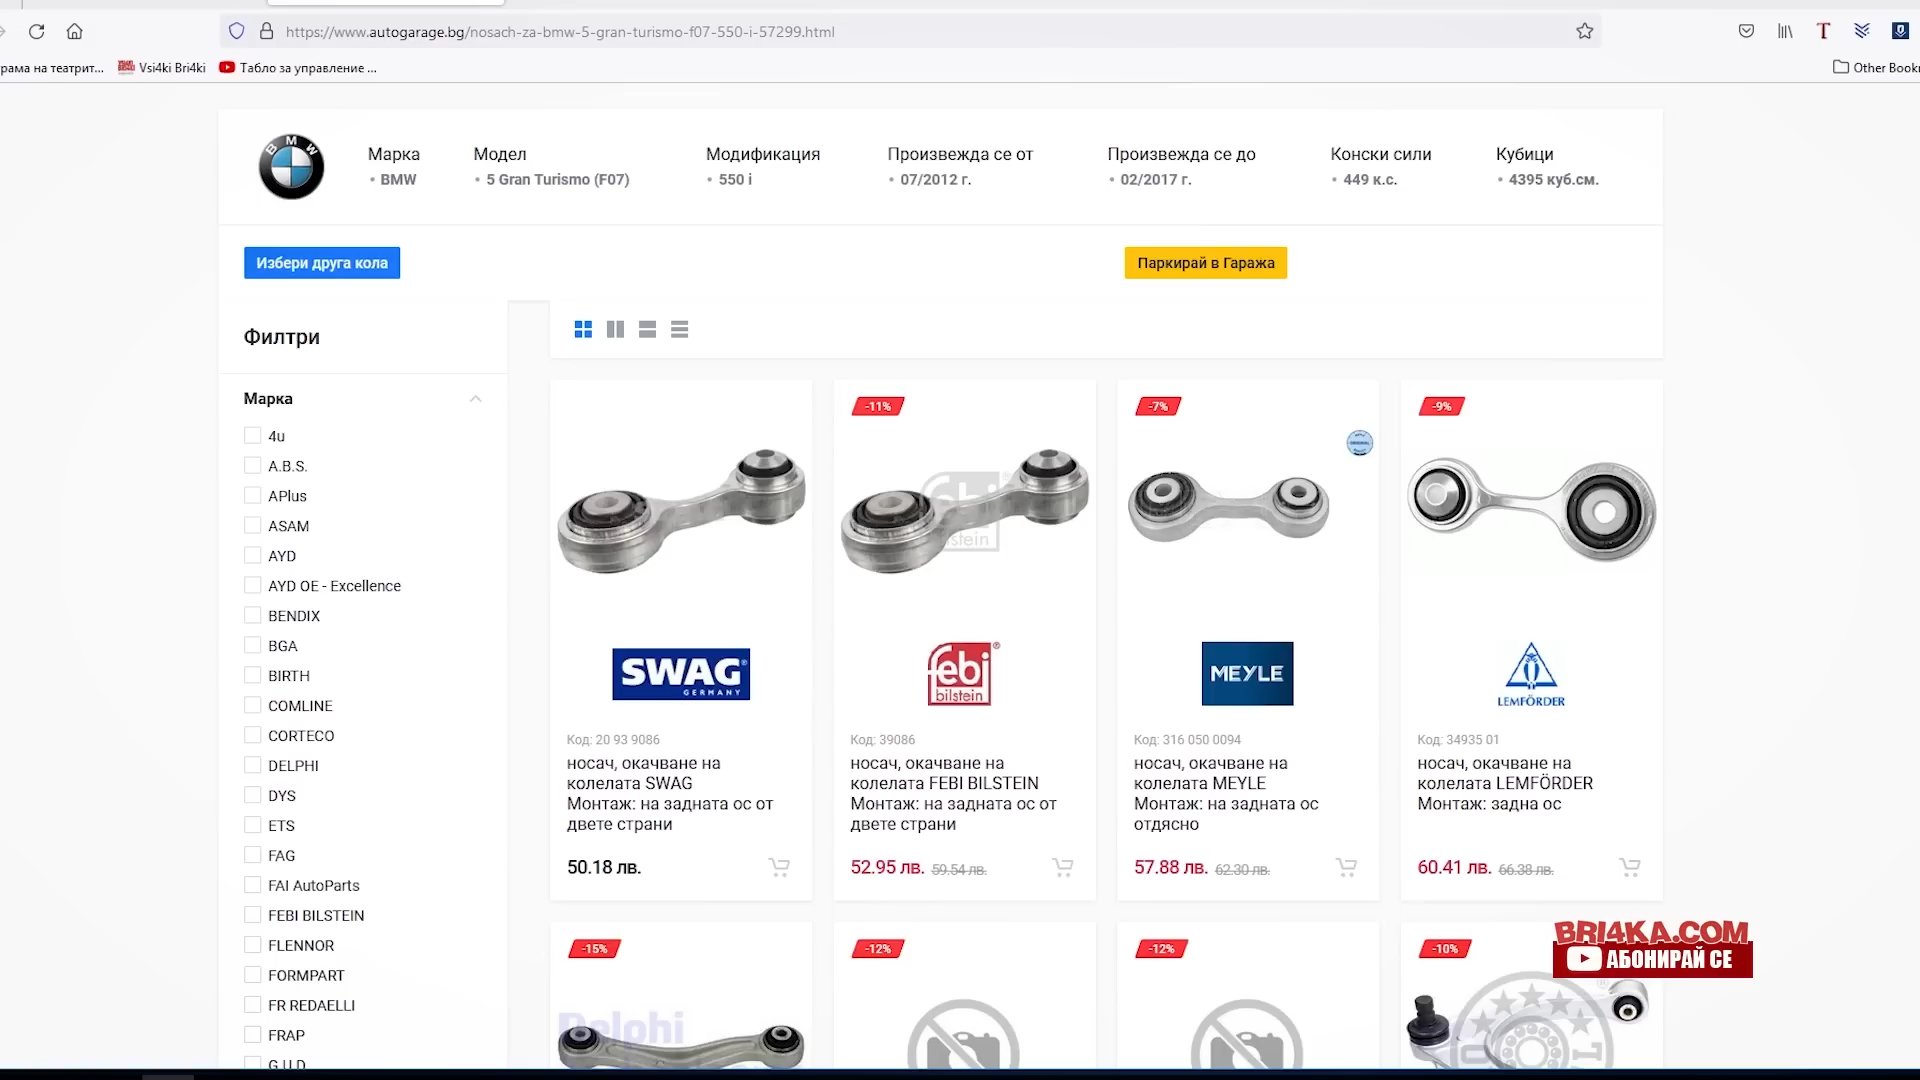 https://www.autogarage.bg/nosach-za-bmw-5-gran-turismo-f07-550-i-57299.html
T
рама на театрит...
Vsi4ki Bri4ki
Табло за управление ...
Other Bookr
BMW
Марка
BMW
Модел
5 Gran Turismo (F07)
Модификация
550 i
Произвежда се от
07/2012 г.
Произвежда се до
02/2017 г.
Конски сили
449 к.с.
Кубици
4395 куб.см.
Избери друга кола
Паркирай в Гаража
Филтри
Марка
4u
A.B.S.
APlus
ASAM
AYD
AYD OE - Excellence
BENDIX
BGA
BIRTH
COMLINE
CORTECO
DELPHI
DYS
ETS
FAG
FAI AutoParts
FEBI BILSTEIN
FLENNOR
FORMPART
FR REDAELLI
FRAP
G.U.D
SWAG®
GERMANY
Код: 20 93 9086
носач, окачване на
колелата SWAG
Монтаж: на задната ос от
двете страни
50.18 лв.
-11%
febi®
bilstein
Код: 39086
носач, окачване на
колелата FEBI BILSTEIN
Монтаж: на задната ос от
двете страни
52.95 лв. 59.54 лв.
-7%
MEYLE
Код: 316 050 0094
носач, окачване на
колелата MEYLE
Монтаж: на задната ос
отдясно
57.88 лв. 62.30 лв.
-9%
LEMFÖRDER
Код: 34935 01
носач, окачване на
колелата LEMFÖRDER
Монтаж: задна ос
60.41 лв. 66.38 лв.
-15%
Delphi
-12%
-12%
-10%
BRI4KA.COM
АБОНИРАЙ СЕ